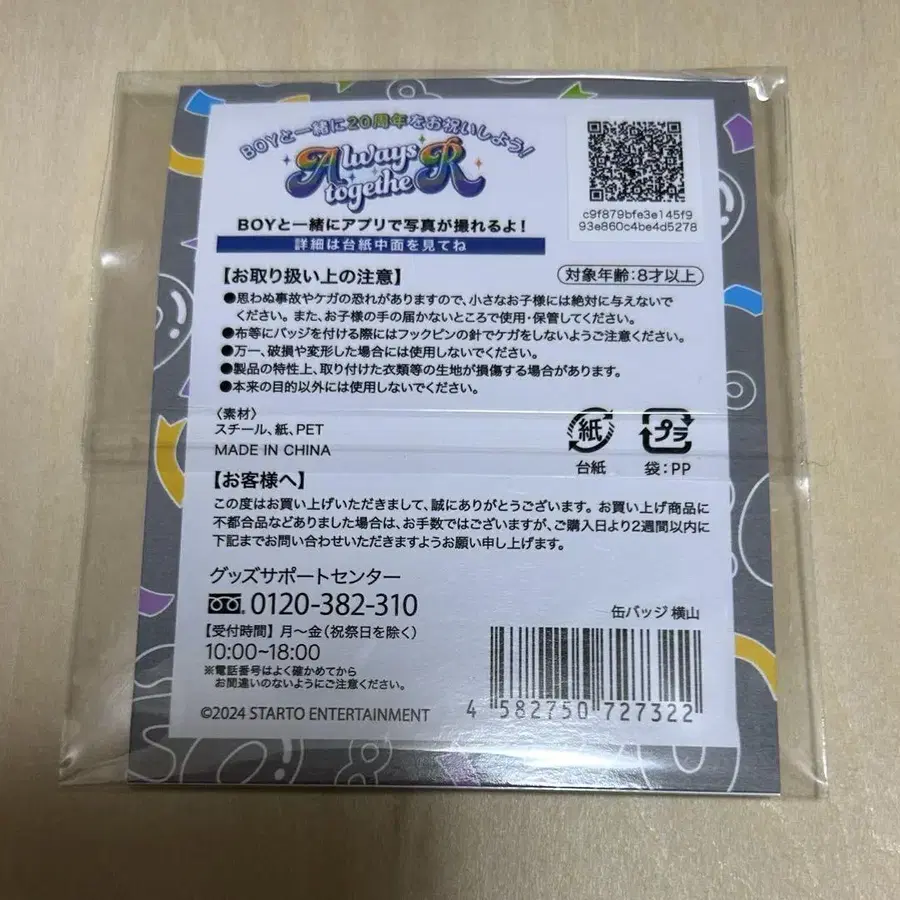 BOYと一緒に20周年をお祝いしよう!
Always
togetheR
BOYと一緒にアプリで写真が撮れるよ!
詳細は台紙中面を見てね
c9f879bfe3e145f9
93e860c4be4d5278
【お取り扱い上の注意】
対象年齢:8才以上
●思わぬ事故やケガの恐れがありますので、小さなお子様には絶対に与えないで
ください。また、お子様の手の届かないところで使用・保管してください。
●布等にバッジを付ける際にはフックピンの針でケガをしないようご注意ください。
●万一、破損や変形した場合には使用しないでください。
●製品の特性上、取り付けた衣類等の生地が損傷する場合があります。
●本来の目的以外には使用しないでください。
〈素材〉
スチール、紙、PET
MADE IN CHINA
紙
台紙
プラ
袋:PP
【お客様へ】
この度はお買い上げいただきまして、誠にありがとうございます。お買い上げ商品に
不都合品などありました場合は、お手数ではございますが、ご購入日より2週間以内に
下記までお問い合わせいただきますようお願い申し上げます。
グッズサポートセンター
0120-382-310
【受付時間】月~金(祝祭日を除く)
10:00~18:00
※電話番号はよく確かめてから
お間違いのないようにご注意ください。
©2024 STARTO ENTERTAINMENT
缶バッジ 横山
4 582750 727322